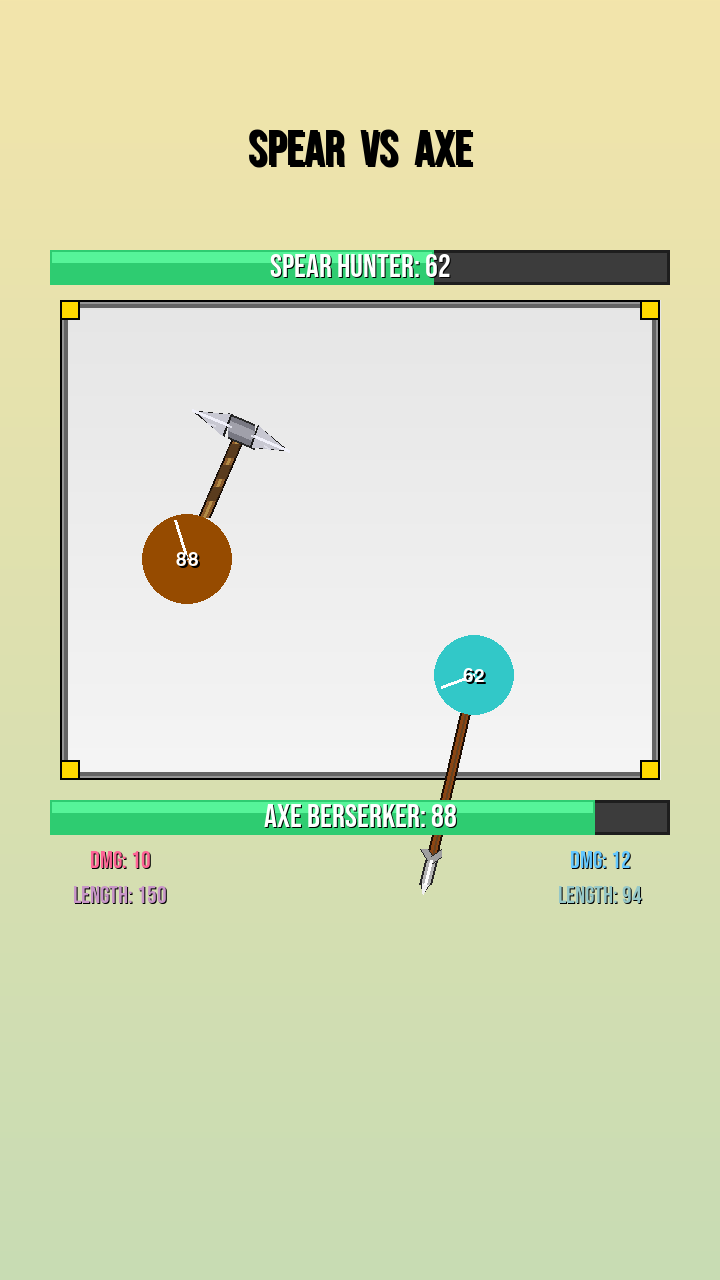 SPEAR VS AXE
SPEAR HUNTER: 62
88
62
AXE BERSERKER: 88
DMG: 10
DMG: 12
LENGTH: 150
LENGTH: 94